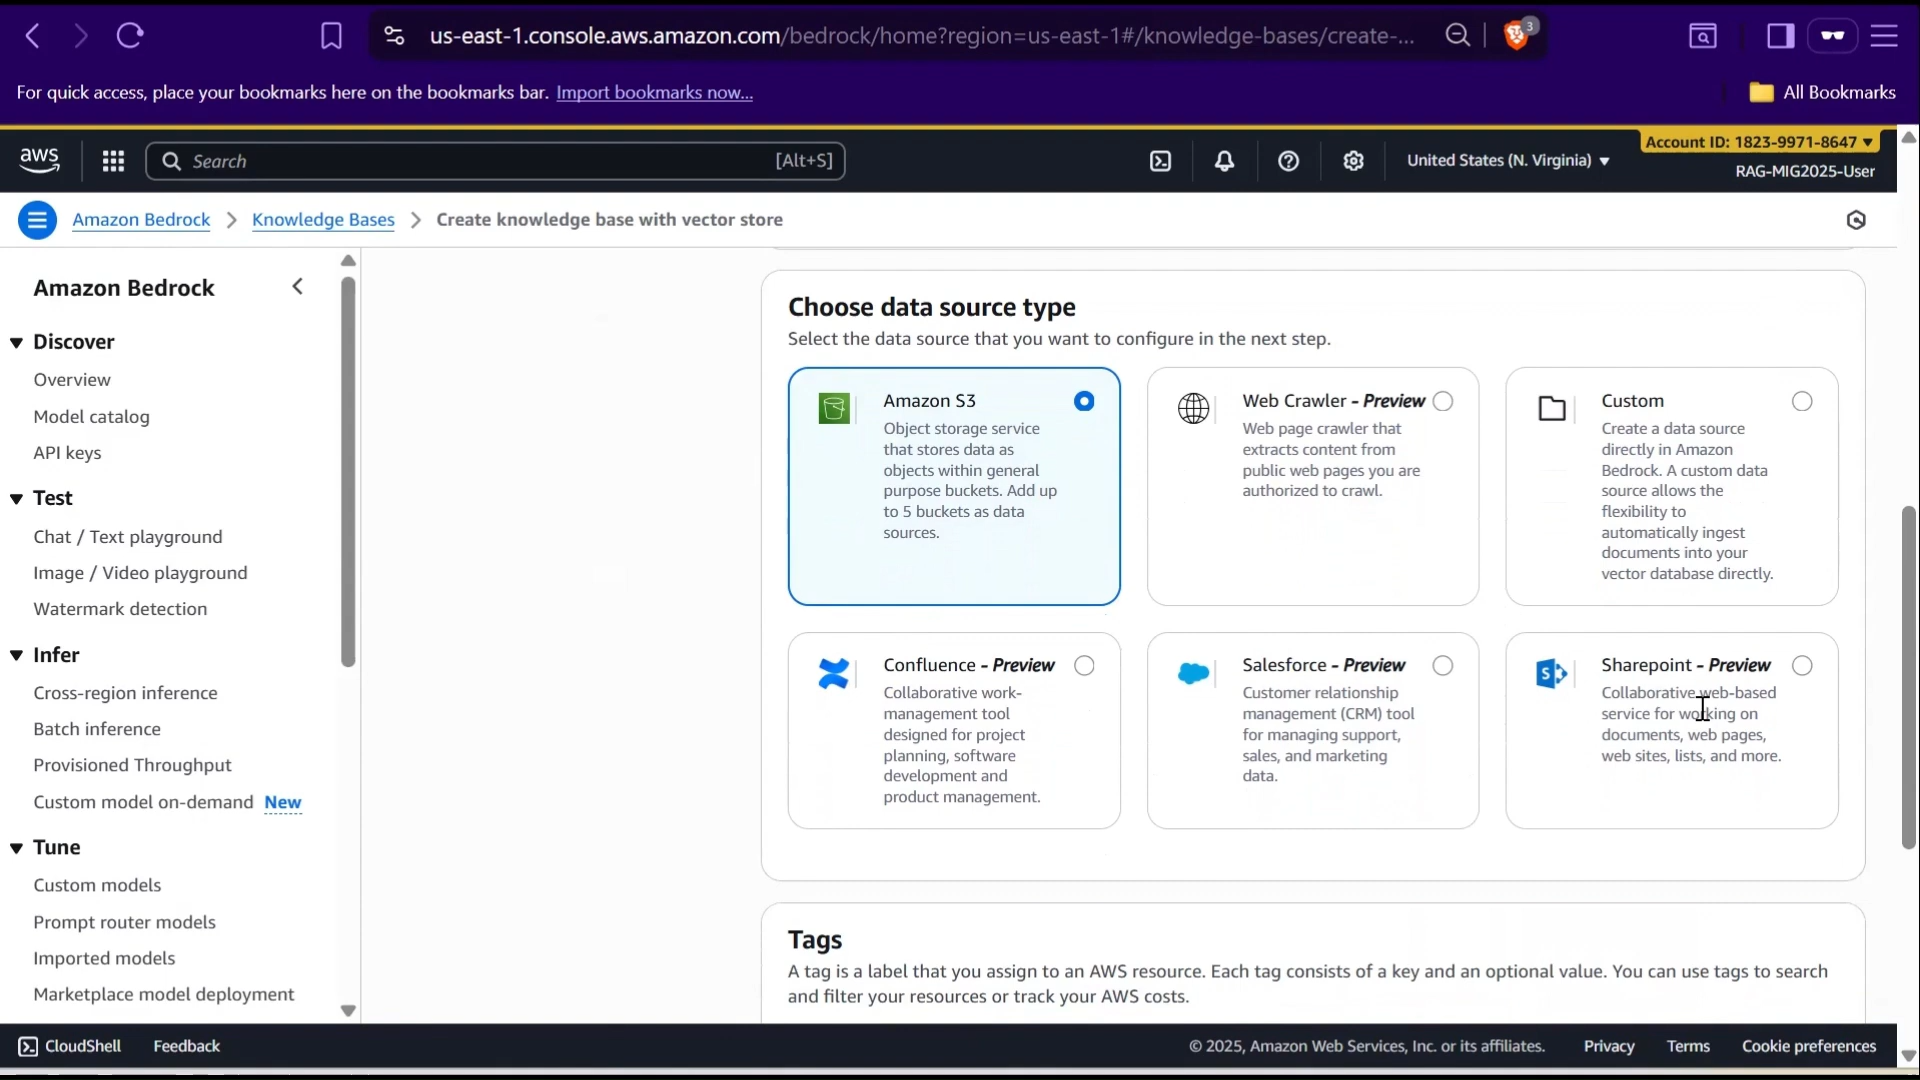 us-east-1.console.aws.amazon.com/bedrock/home?region=us-east-1#/knowledge-bases/create-...
3
For quick access, place your bookmarks here on the bookmarks bar. Import bookmarks now...
All Bookmarks
aws
Search
[Alt+S]
United States (N. Virginia)
Account ID: 1823-9971-8647
RAG-MIG2025-User
Amazon Bedrock
Knowledge Bases
Create knowledge base with vector store
Amazon Bedrock
Discover
Overview
Model catalog
API keys
Test
Chat / Text playground
Image / Video playground
Watermark detection
Infer
Cross-region inference
Batch inference
Provisioned Throughput
Custom model on-demand New
Tune
Custom models
Prompt router models
Imported models
Marketplace model deployment
Choose data source type
Select the data source that you want to configure in the next step.
Amazon S3
Object storage service
that stores data as
objects within general
purpose buckets. Add up
to 5 buckets as data
sources.
Web Crawler - Preview
Web page crawler that
extracts content from
public web pages you are
authorized to crawl.
Custom
Create a data source
directly in Amazon
Bedrock. A custom data
source allows the
flexibility to
automatically ingest
documents into your
vector database directly.
Confluence - Preview
Collaborative work-
management tool
designed for project
planning, software
development and
product management.
Salesforce - Preview
Customer relationship
management (CRM) tool
for managing support,
sales, and marketing
data.
Sharepoint - Preview
Collaborative web-based
service for working on
documents, web pages,
web sites, lists, and more.
Tags
A tag is a label that you assign to an AWS resource. Each tag consists of a key and an optional value. You can use tags to search
and filter your resources or track your AWS costs.
CloudShell
Feedback
© 2025, Amazon Web Services, Inc. or its affiliates.
Privacy
Terms
Cookie preferences